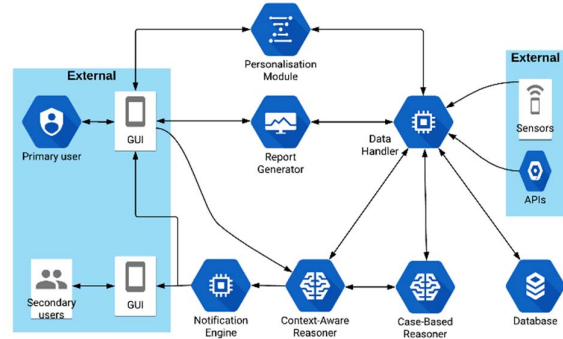 External
Personalisation
Module
External
Primary user
GUI
Report
Generator
Data
Handler
Sensors
APIs
Secondary
users
GUI
Notification
Engine
Context-Aware
Reasoner
Case-Based
Reasoner
Database